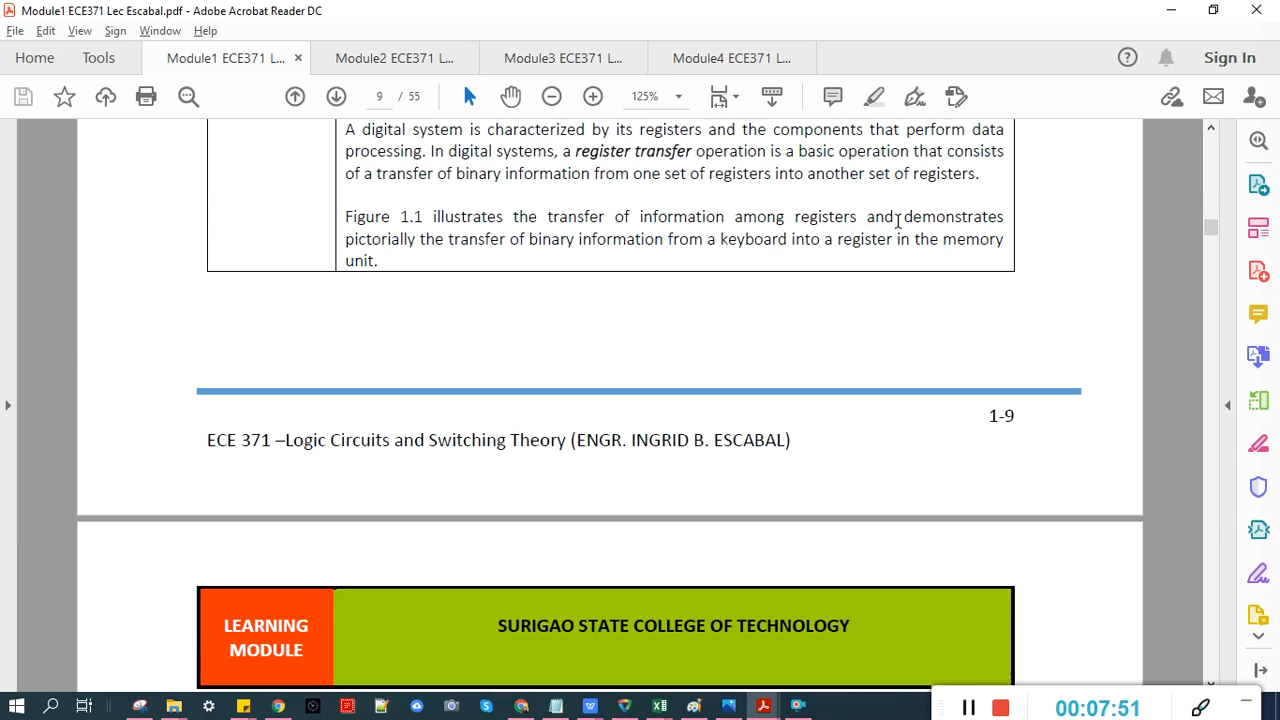 Module1 ECE371 Lec Escabal.pdf - Adobe Acrobat Reader DC
File Edit View Sign Window Help
Home Tools Module1 ECE371 L... × Module2 ECE371 L... Module3 ECE371 L... Module4 ECE371 L... Sign In
9 / 55 125%
A digital system is characterized by its registers and the components that perform data
processing. In digital systems, a register transfer operation is a basic operation that consists
of a transfer of binary information from one set of registers into another set of registers.
Figure 1.1 illustrates the transfer of information among registers and demonstrates
pictorially the transfer of binary information from a keyboard into a register in the memory
unit.
1-9
ECE 371 –Logic Circuits and Switching Theory (ENGR. INGRID B. ESCABAL)
LEARNING
MODULE
SURIGAO STATE COLLEGE OF TECHNOLOGY
00:07:51